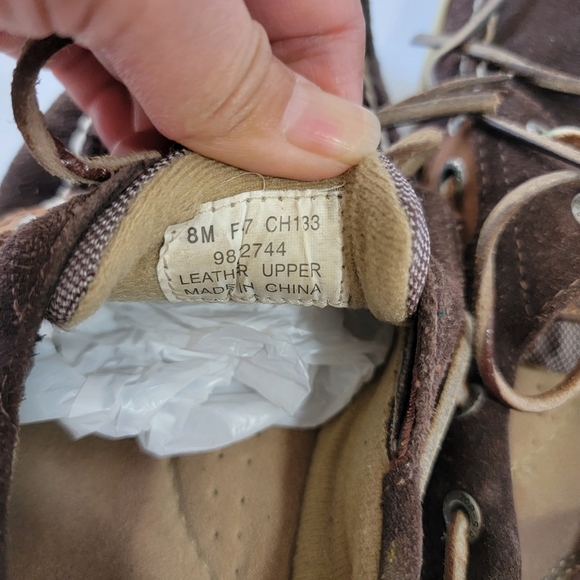 8M F7 CH133
982744
LEATHR UPPER
MADE IN CHINA